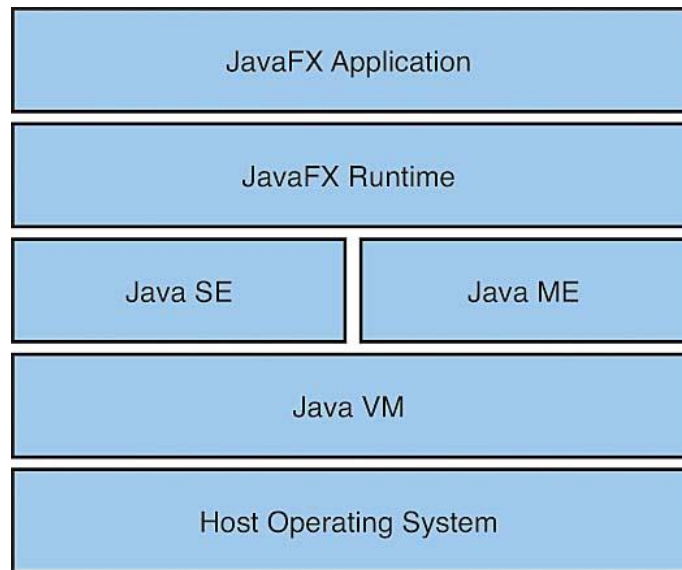 JavaFX Application
JavaFX Runtime
Java SE
Java ME
Java VM
Host Operating System